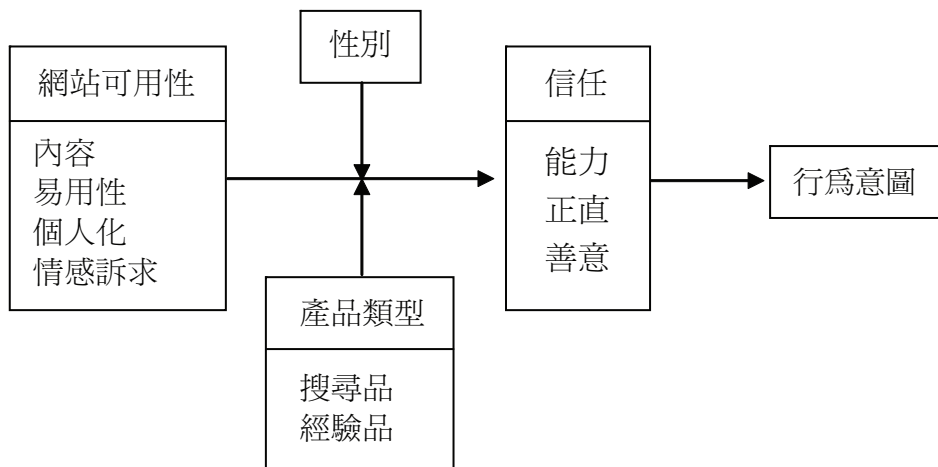 性別
網站可用性
內容
易用性
個人化
情感訴求
產品類型
搜尋品
經驗品
信任
能力
正直
善意
行爲意圖